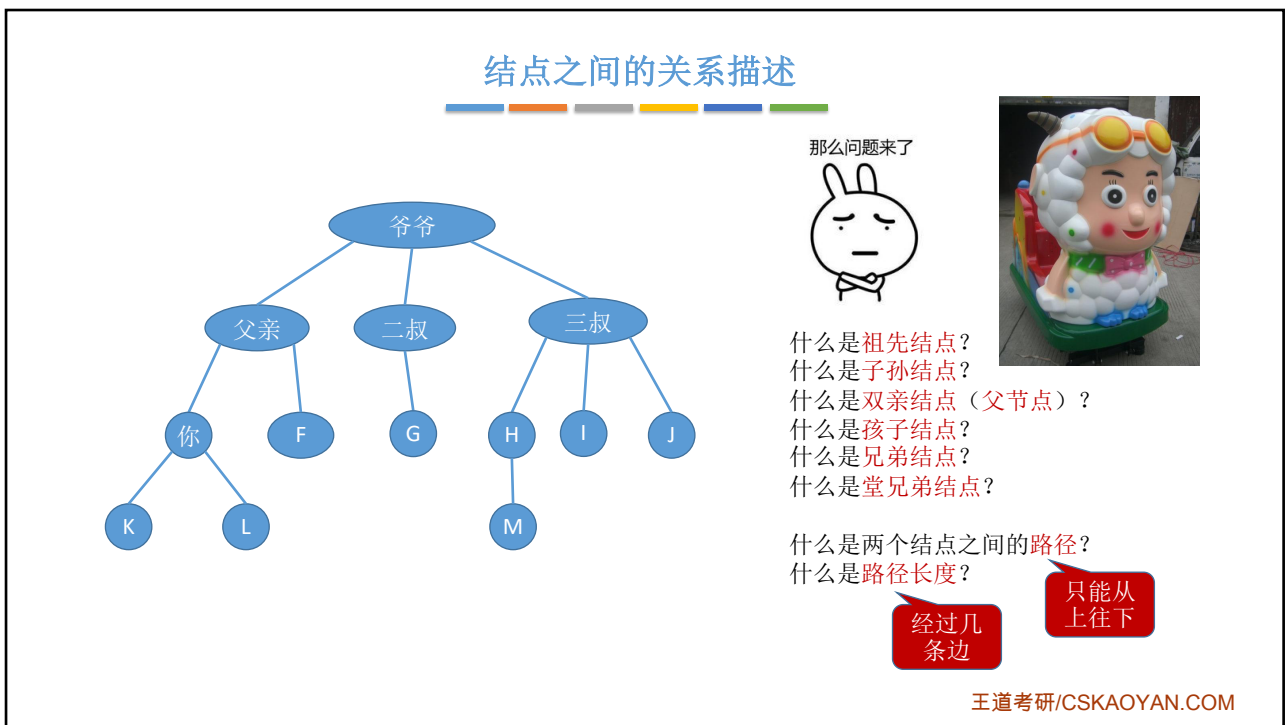 结点之间的关系描述
那么问题来了
爷爷
父亲
二叔
三叔
你
F
G
H
I
J
K
L
M
什么是祖先结点?
什么是子孙结点?
什么是双亲结点(父节点)?
什么是孩子结点?
什么是兄弟结点?
什么是堂兄弟结点?
什么是两个结点之间的路径?
什么是路径长度?
只能从
上往下
经过几
条边
王道考研/CSKAOYAN.COM